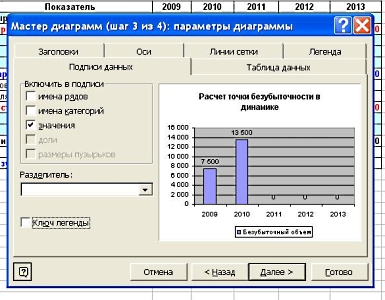 Показатель 2009 2010 2011 2012 2013
Мастер диаграмм (шаг 3 из 4): параметры диаграммы
Заголовки Оси Линии сетки Легенда
Подписи данных Таблица данных
Включить в подписи
имена рядов
имена категорий
значения
доли
размеры пузырьков
Разделитель:
Ключ легенды
Расчет точки безубыточности в
динамике
16 000
14 000
12 000
10 000
8 000
6 000
4 000
2 000
0
7 500
13 500
0 0 0
2009 2010 2011 2012 2013
Безубыточный объем
Отмена < Назад Далее > Готово